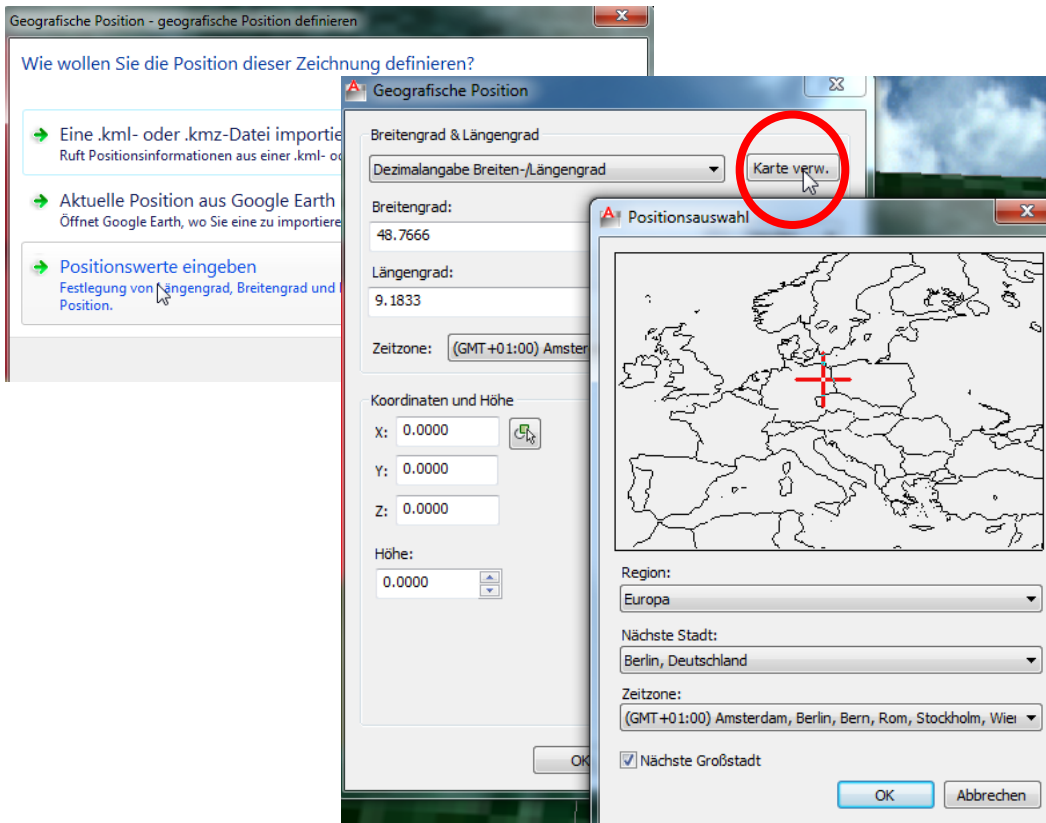 Geografische Position - geografische Position definieren
Wie wollen Sie die Position dieser Zeichnung definieren?
Eine .kml- oder .kmz-Datei importie
Ruft Positionsinformationen aus einer .kml- o
Aktuelle Position aus Google Earth
Öffnet Google Earth, wo Sie eine zu importiere
Positionswerte eingeben
Festlegung von Längengrad, Breitengrad und
Position.
Geografische Position
Breitengrad & Längengrad
Dezimalangabe Breiten-/Längengrad
Karte verw.
Breitengrad:
48.7666
Längengrad:
9.1833
Zeitzone:
(GMT+01:00) Amster
Koordinaten und Höhe
X:
0.0000
Y:
0.0000
Z:
0.0000
Höhe:
0.0000
OK
Positionsauswahl
Region:
Europa
Nächste Stadt:
Berlin, Deutschland
Zeitzone:
(GMT+01:00) Amsterdam, Berlin, Bern, Rom, Stockholm, Wie
Nächste Großstadt
OK
Abbrechen